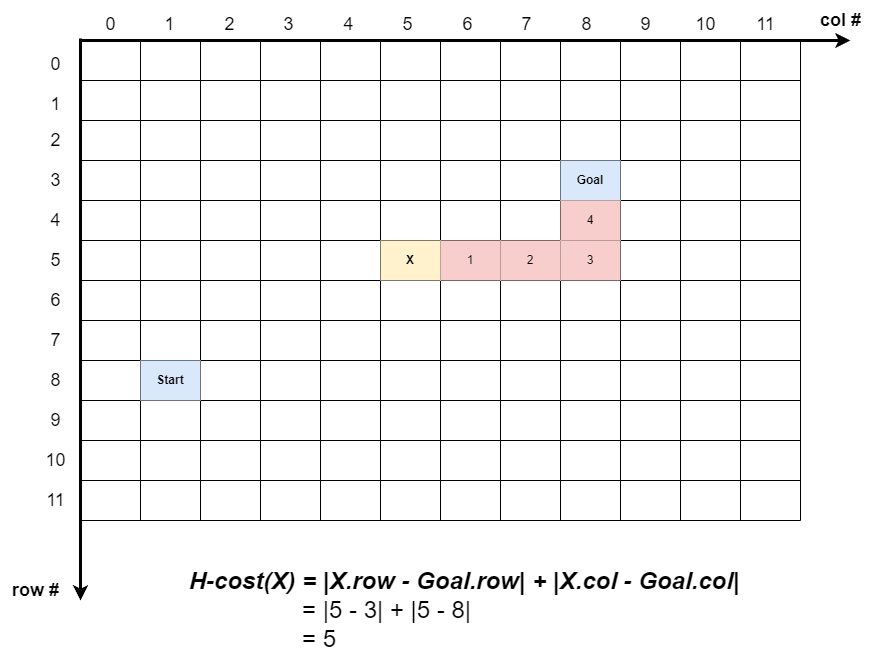 0 1 2 3 4 5 6 7 8 9 10 11 col #
0
1
2
3 Goal
4 4
5 X 1 2 3
6
7
8 Start
9
10
11
row #
H-cost(X) = |X.row - Goal.row| + |X.col - Goal.col|
= |5 - 3| + |5 - 8|
= 5